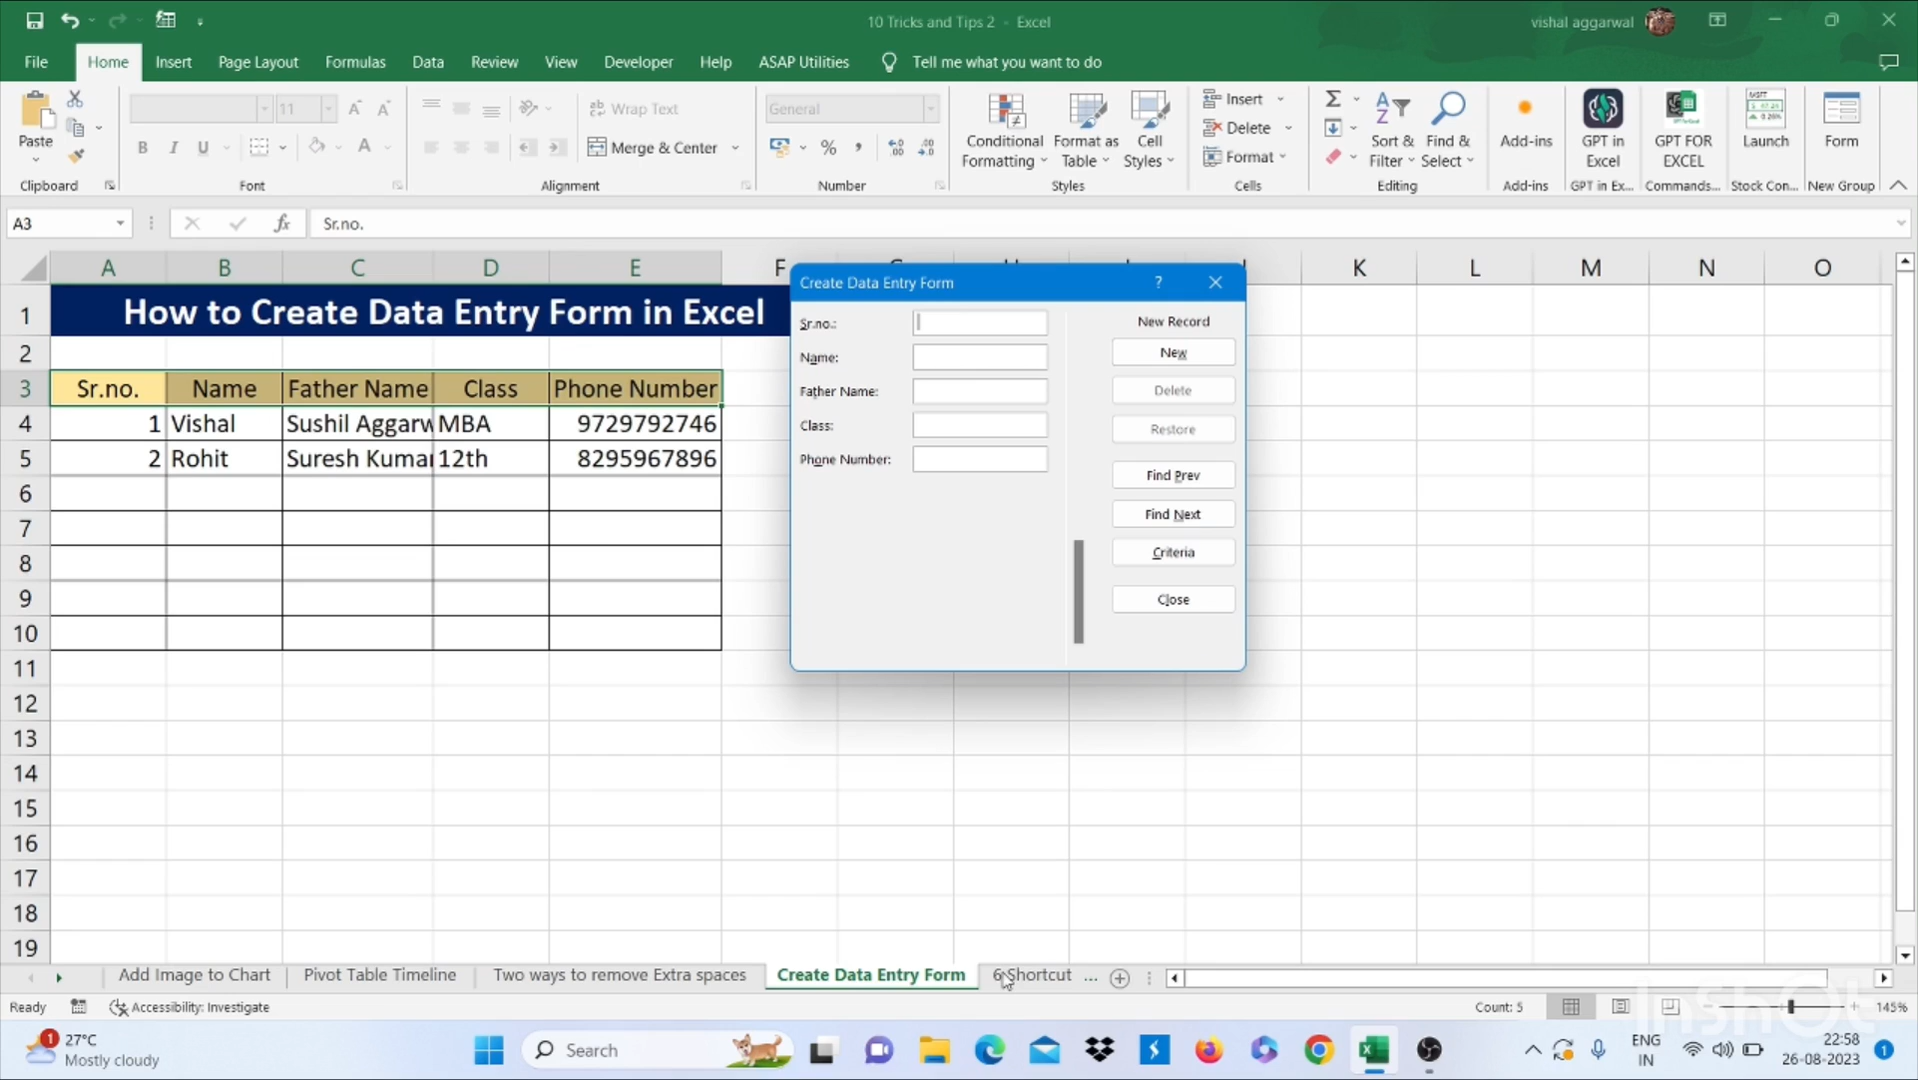 10 Tricks and Tips 2 - Excel
vishal aggarwal
File Home Insert Page Layout Formulas Data Review View Developer Help ASAP Utilities Tell me what you want to do
Paste
Clipboard
11
B I U
Font
Wrap Text
Merge & Center
Alignment
General
Number
Conditional Formatting
Format as Table
Cell Styles
Styles
Insert
Delete
Format
Cells
Sort & Filter
Find & Select
Editing
Add-ins
Add-ins
GPT in Excel
GPT in Ex...
GPT FOR EXCEL
Commands...
Launch
Stock Con...
Form
New Group
A3 fx Sr.no.
A B C D E F K L M N O
1 How to Create Data Entry Form in Excel
2
3 Sr.no. Name Father Name Class Phone Number
4 1 Vishal Sushil Aggarw MBA 9729792746
5 2 Rohit Suresh Kumar 12th 8295967896
6
7
8
9
10
11
12
13
14
15
16
17
18
19
Create Data Entry Form ?
Sr.no.:
Name:
Father Name:
Class:
Phone Number:
New Record
New
Delete
Restore
Find Prev
Find Next
Criteria
Close
Add Image to Chart Pivot Table Timeline Two ways to remove Extra spaces Create Data Entry Form 6 Shortcut ...
Ready Accessibility: Investigate Count: 5 145%
InShOt
1 27°C
Mostly cloudy
Search
ENG
IN
22:58
26-08-2023
1